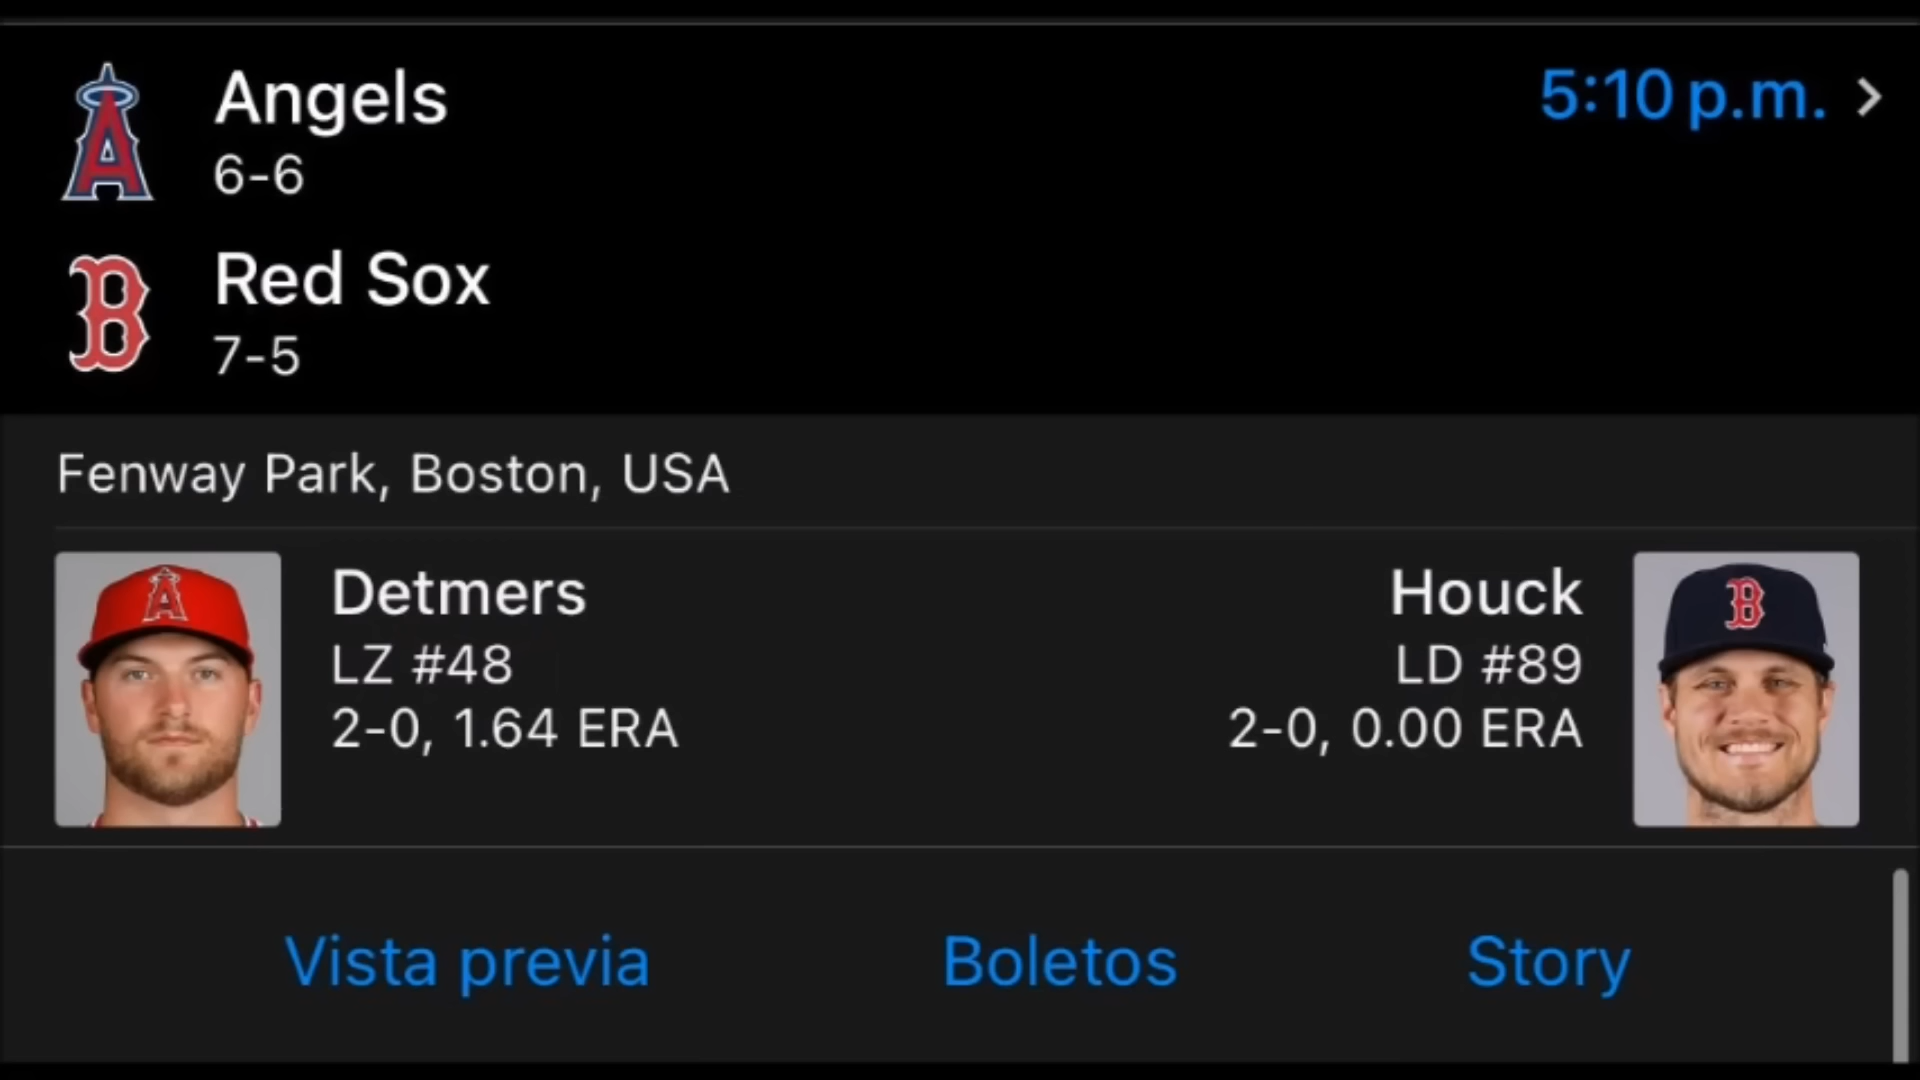 Angels
5:10 p.m.
6-6
Red Sox
7-5
Fenway Park, Boston, USA
Detmers
LZ #48
2-0, 1.64 ERA
Houck
LD #89
2-0, 0.00 ERA
Vista previa
Boletos
Story